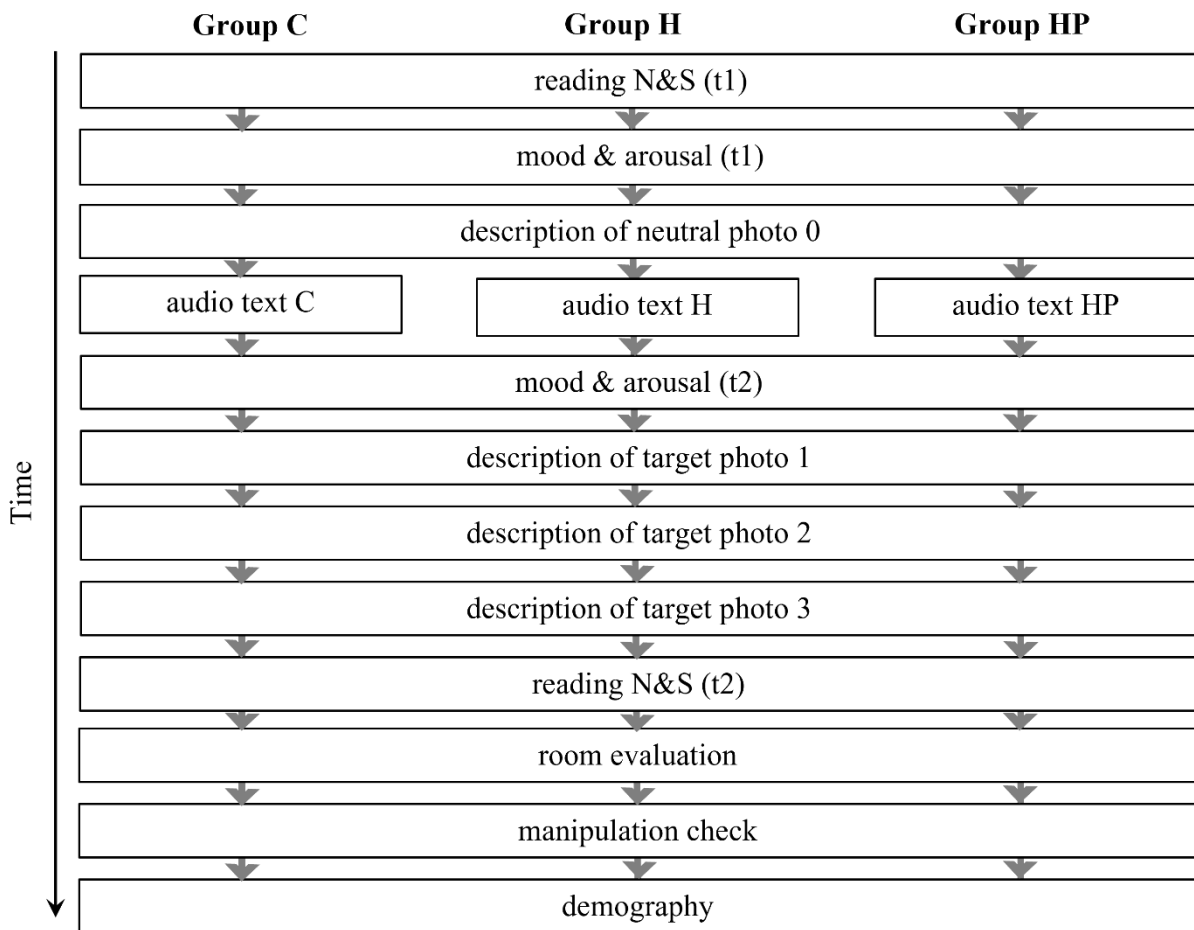 Group C Group H Group HP
reading N&S (t1)
mood & arousal (t1)
description of neutral photo 0
audio text C audio text H audio text HP
mood & arousal (t2)
description of target photo 1
description of target photo 2
description of target photo 3
reading N&S (t2)
room evaluation
manipulation check
demography
Time